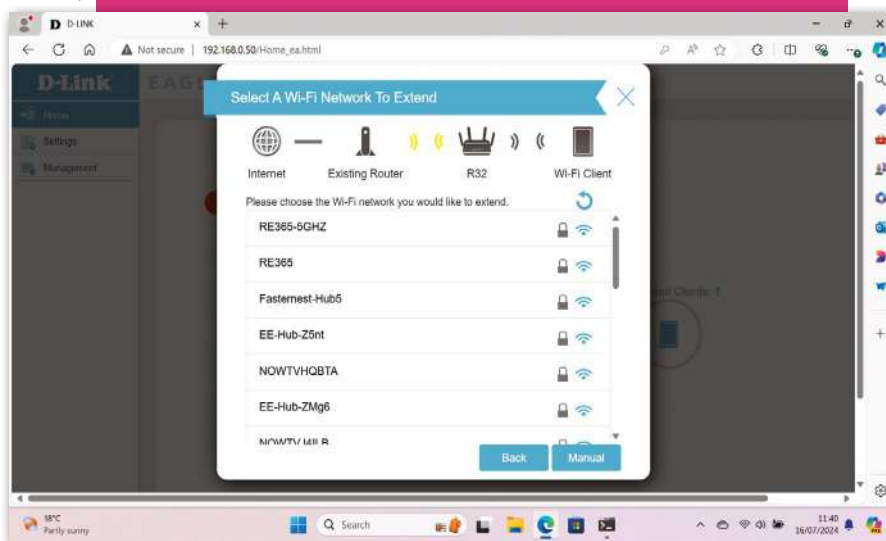 D-LINK
Not secure | 192.168.0.50/Home_ea.html
D-Link
Home
Settings
Management
Select A Wi-Fi Network To Extend
Internet Existing Router R32 Wi-Fi Client
Please choose the Wi-Fi network you would like to extend.
RE365-5GHZ
RE365
Fasternest-Hub5
EE-Hub-Z5nt
NOWTVHQBTA
EE-Hub-ZMg6
Clients: 1
Back Manual
18°C
Partly sunny
Search
11:40
16/07/2024